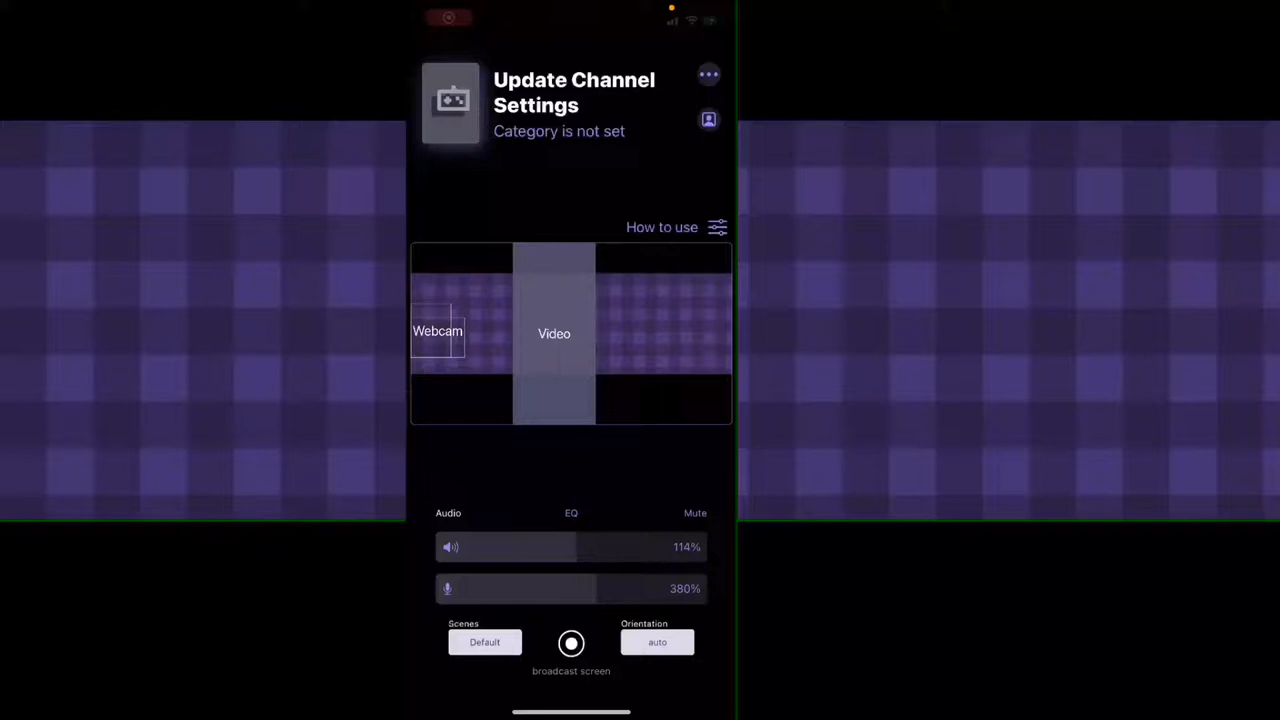 Update Channel
Settings
Category is not set
How to use
Webcam
Video
Audio EQ Mute
114%
380%
Scenes Orientation
Default auto
broadcast screen